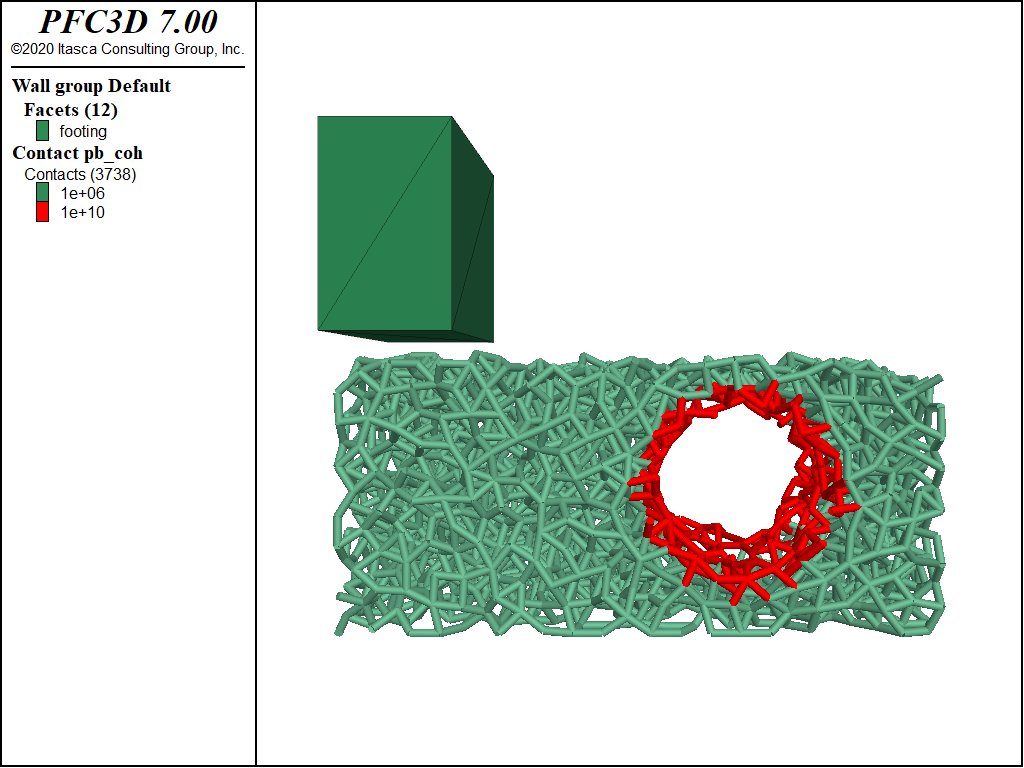 PFC3D 7.00
©2020 Itasca Consulting Group, Inc.
Wall group Default
Facets (12)
footing
Contact pb_coh
Contacts (3738)
1e+06
1e+10